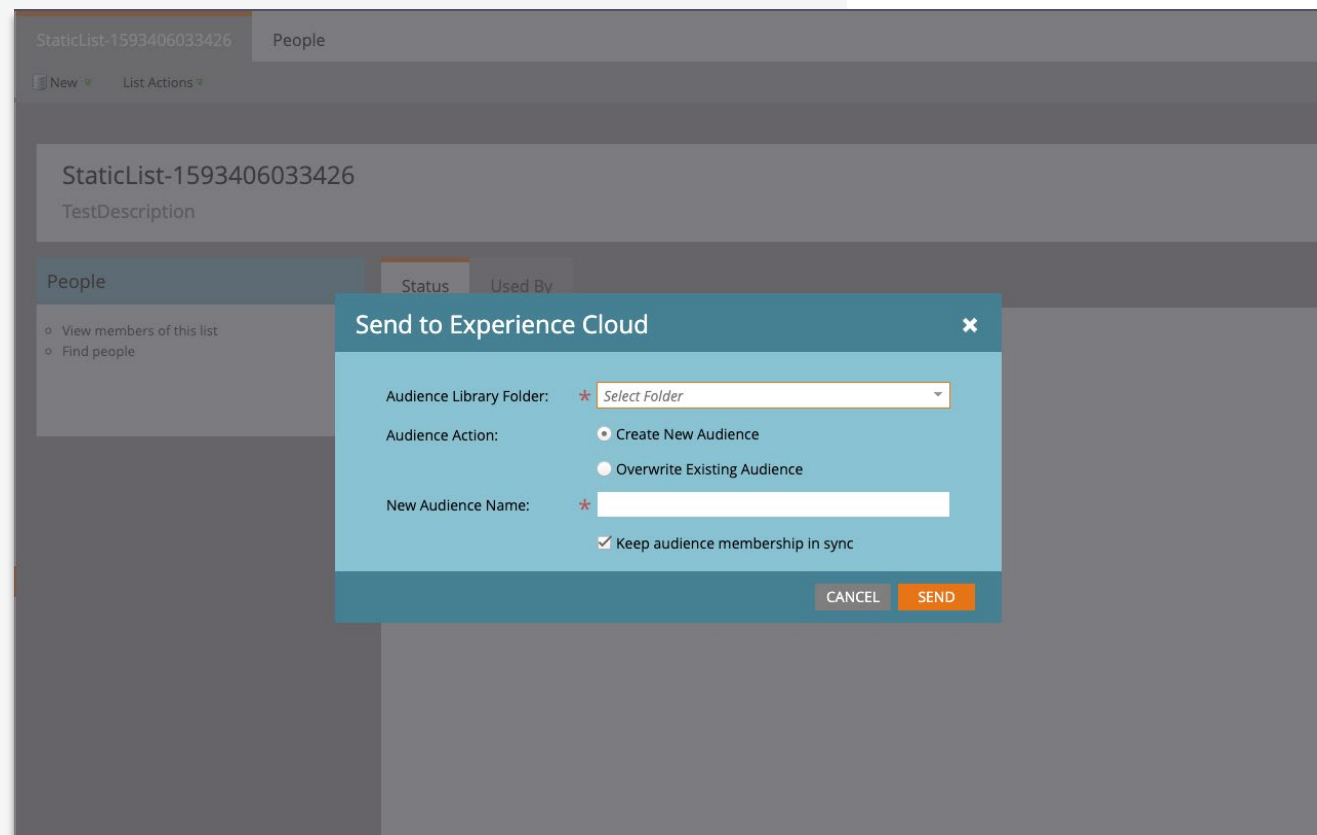 StaticList-1593406033426 People
New List Actions
StaticList-1593406033426
TestDescription
People
View members of this list
Find people
Status Used By
Send to Experience Cloud
Audience Library Folder: * Select Folder
Audience Action: Create New Audience
Overwrite Existing Audience
New Audience Name: *
Keep audience membership in sync
CANCEL SEND